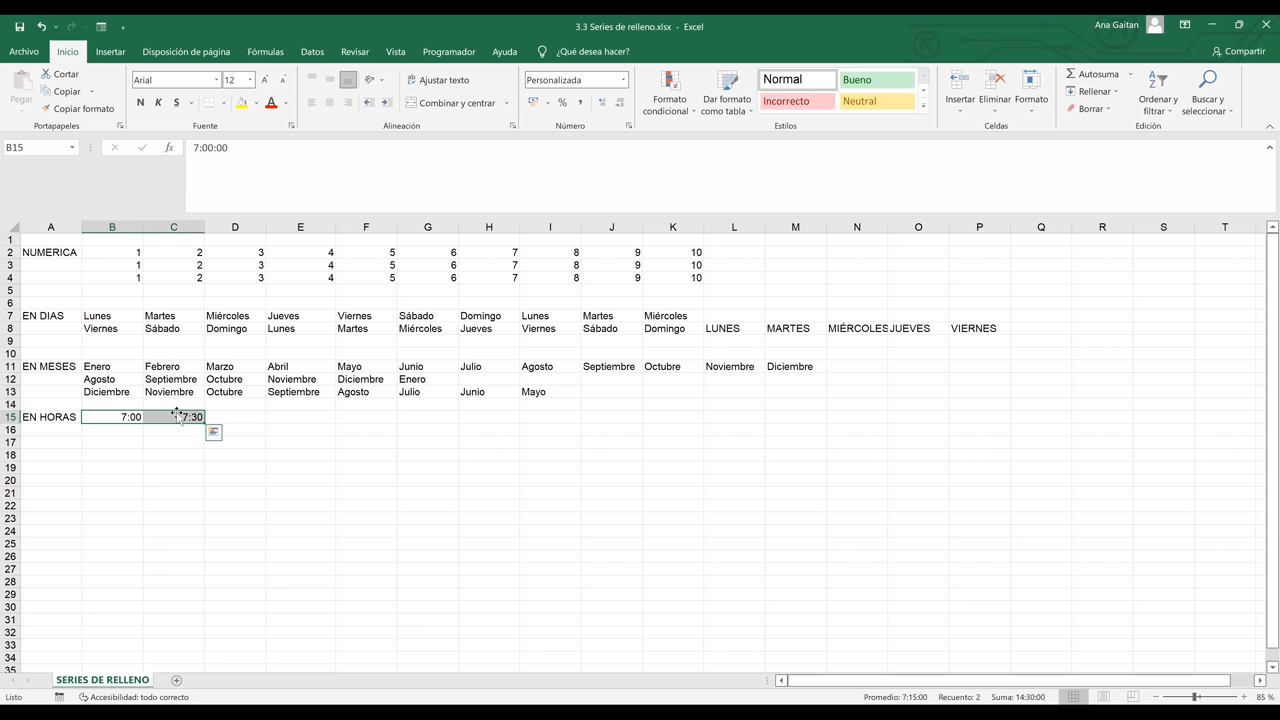 3.3 Series de relleno.xlsx - Excel
Ana Gaitan
Archivo Inicio Insertar Disposición de página Fórmulas Datos Revisar Vista Programador Ayuda ¿Qué desea hacer? Compartir
Pegar
Cortar
Copiar
Copiar formato
Portapapeles
Arial 12
N K S
Fuente
Ajustar texto
Combinar y centrar
Alineación
Personalizada
%
Número
Formato condicional
Dar formato como tabla
Normal Bueno
Incorrecto Neutral
Estilos
Insertar Eliminar Formato
Celdas
Autosuma
Rellenar
Borrar
Ordenar y filtrar
Buscar y seleccionar
Edición
B15 fx 7:00:00
A B C D E F G H I J K L M N O P Q R S T
1
2 NUMERICA 1 2 3 4 5 6 7 8 9 10
3 1 2 3 4 5 6 7 8 9 10
4 1 2 3 4 5 6 7 8 9 10
5
6
7 EN DIAS Lunes Martes Miércoles Jueves Viernes Sábado Domingo Lunes Martes Miércoles
8 Viernes Sábado Domingo Lunes Martes Miércoles Jueves Viernes Sábado Domingo LUNES MARTES MIÉRCOLES JUEVES VIERNES
9
10
11 EN MESES Enero Febrero Marzo Abril Mayo Junio Julio Agosto Septiembre Octubre Noviembre Diciembre
12 Agosto Septiembre Octubre Noviembre Diciembre Enero
13 Diciembre Noviembre Octubre Septiembre Agosto Julio Junio Mayo
14
15 EN HORAS 7:00 7:30
16
17
18
19
20
21
22
23
24
25
26
27
28
29
30
31
32
33
34
35
SERIES DE RELLENO
Listo Accesibilidad: todo correcto Promedio: 7:15:00 Recuento: 2 Suma: 14:30:00 85 %